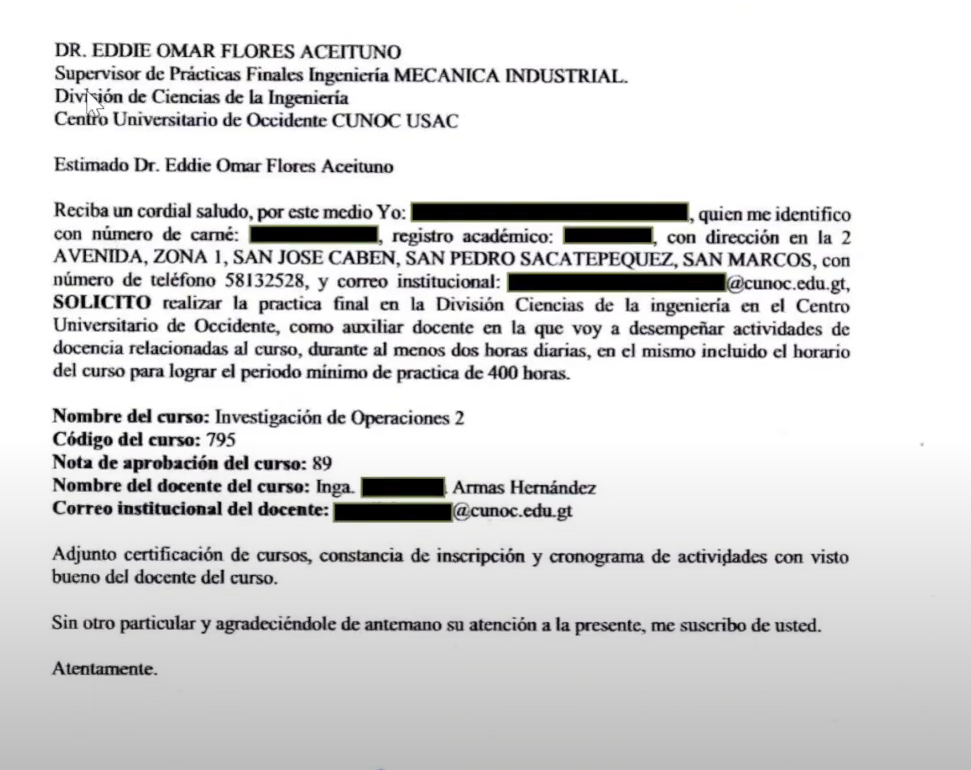 DR. EDDIE OMAR FLORES ACEITUNO
Supervisor de Prácticas Finales Ingeniería MECANICA INDUSTRIAL.
División de Ciencias de la Ingeniería
Centro Universitario de Occidente CUNOC USAC
Estimado Dr. Eddie Omar Flores Aceituno
Reciba un cordial saludo, por este medio Yo: , quien me identifico
con número de carné: , registro académico: , con dirección en la 2
AVENIDA, ZONA 1, SAN JOSE CABEN, SAN PEDRO SACATEPEQUEZ, SAN MARCOS, con
número de teléfono 58132528, y correo institucional: @cunoc.edu.gt,
SOLICITO realizar la practica final en la División Ciencias de la ingeniería en el Centro
Universitario de Occidente, como auxiliar docente en la que voy a desempeñar actividades de
docencia relacionadas al curso, durante al menos dos horas diarias, en el mismo incluido el horario
del curso para lograr el periodo mínimo de practica de 400 horas.
Nombre del curso: Investigación de Operaciones 2
Código del curso: 795
Nota de aprobación del curso: 89
Nombre del docente del curso: Inga. Armas Hernández
Correo institucional del docente: @cunoc.edu.gt
Adjunto certificación de cursos, constancia de inscripción y cronograma de actividades con visto
bueno del docente del curso.
Sin otro particular y agradeciéndole de antemano su atención a la presente, me suscribo de usted.
Atentamente.